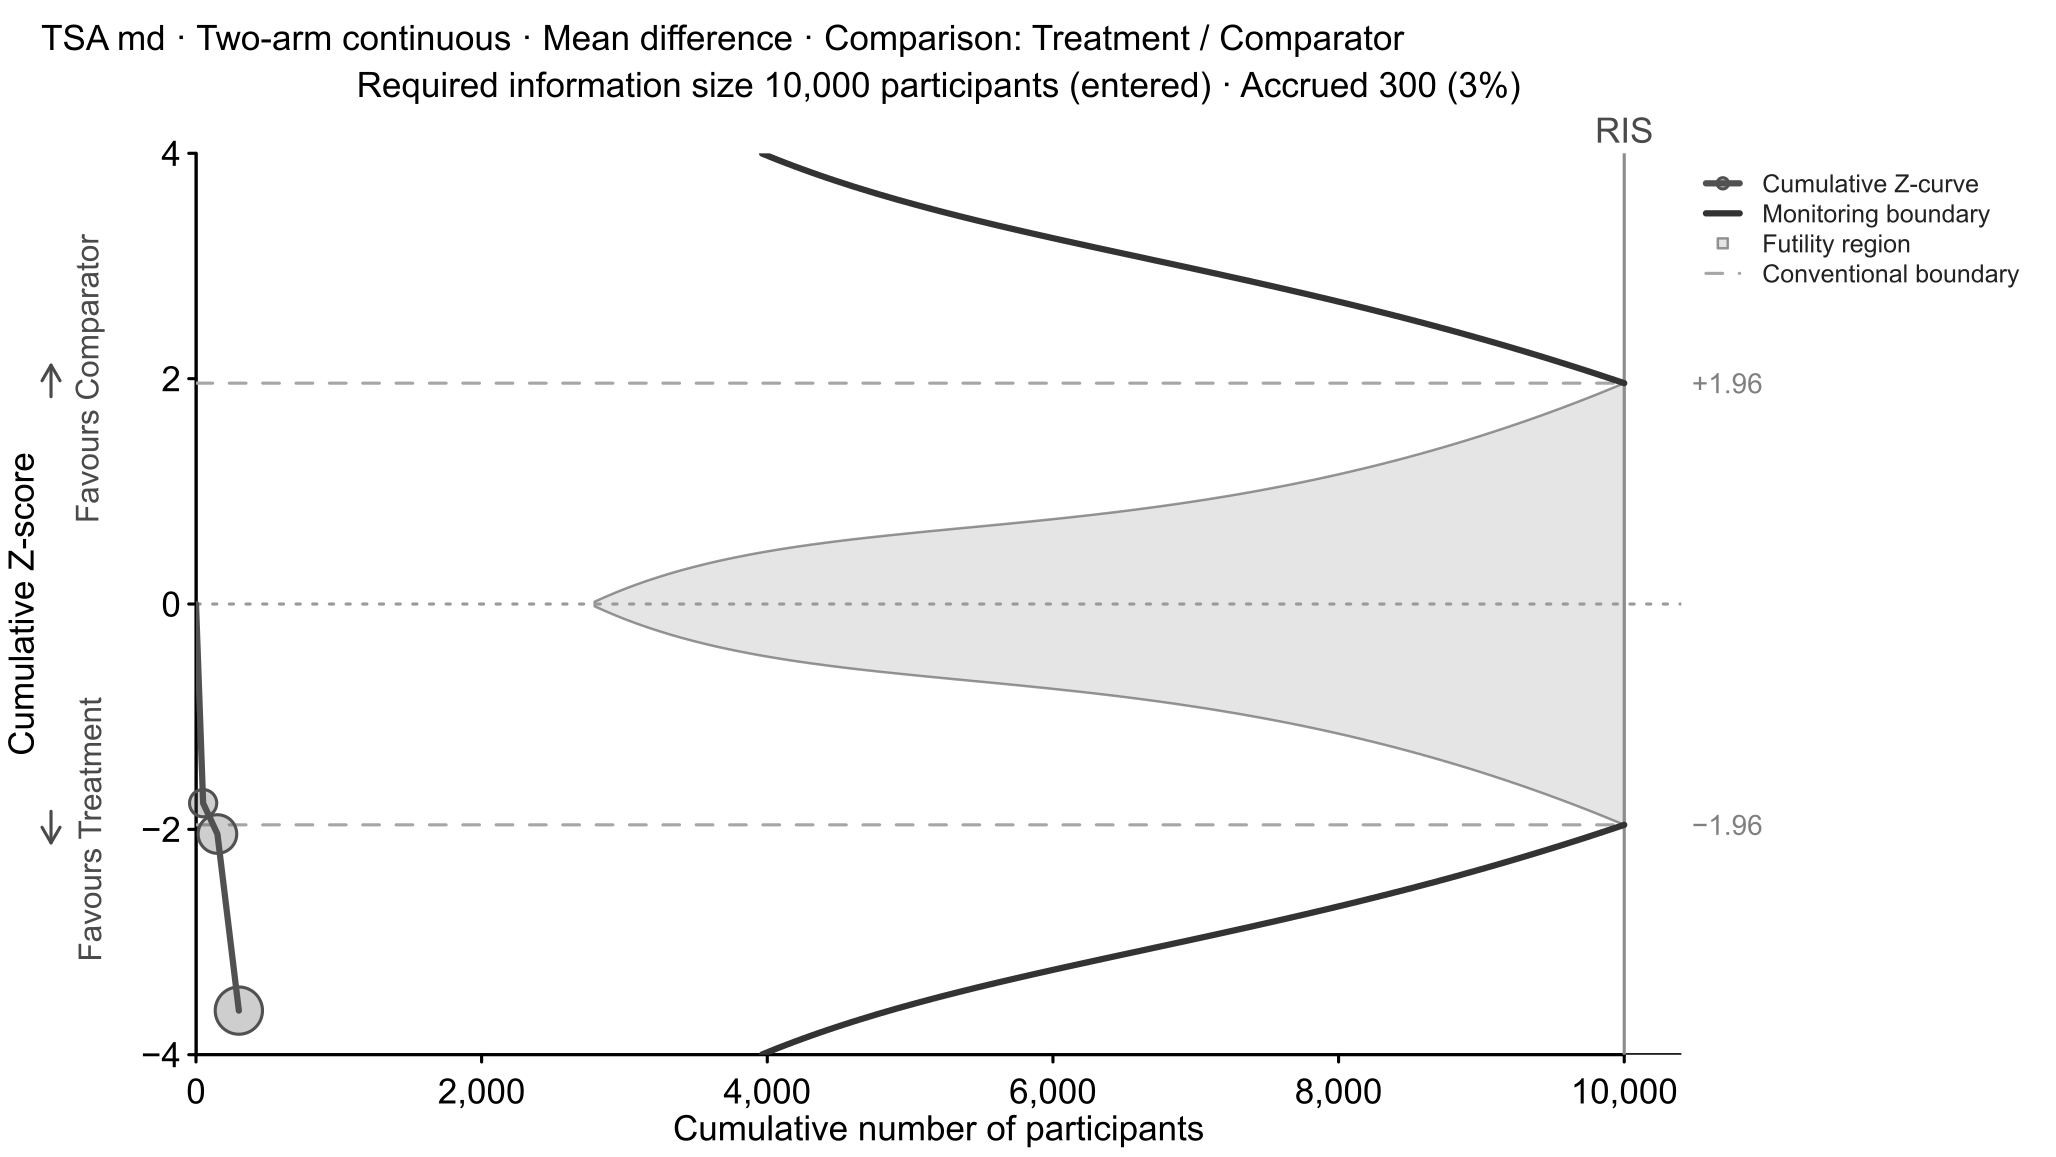 TSA md · Two-arm continuous · Mean difference · Comparison: Treatment / Comparator
Required information size 10,000 participants (entered) · Accrued 300 (3%)
RIS
Cumulative Z-curve
Monitoring boundary
Futility region
Conventional boundary
Cumulative Z-score
Favours Comparator
Favours Treatment
4
2
0
−2
−4
+1.96
−1.96
0
2,000
4,000
6,000
8,000
10,000
Cumulative number of participants